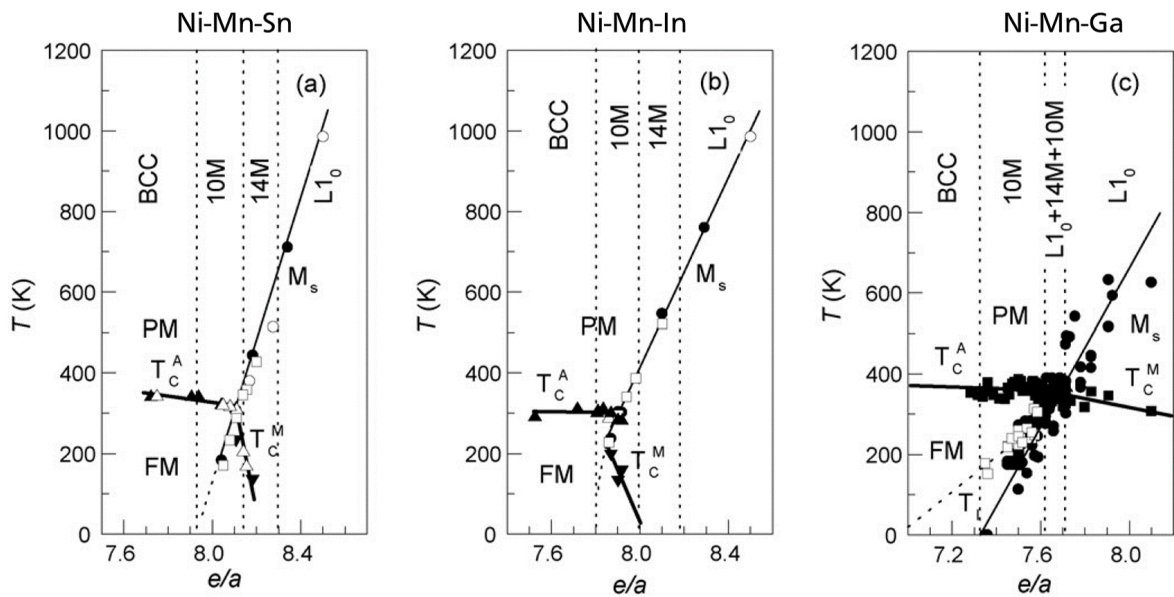 Ni-Mn-Sn
1200
1000
800
600
400
200
0
T (K)
(a)
BCC
10M
14M
L1₀
Mₛ
PM
T_C^A
FM
T_C^M
7.6
8.0
8.4
e/a
Ni-Mn-In
1200
1000
800
600
400
200
0
T (K)
(b)
BCC
10M
14M
L1₀
Mₛ
PM
T_C^A
FM
T_C^M
7.6
8.0
8.4
e/a
Ni-Mn-Ga
1200
1000
800
600
400
200
0
T (K)
(c)
BCC
10M
L1₀+14M+10M
L1₀
PM
Mₛ
T_C^A
T_C^M
FM
7.2
7.6
8.0
e/a